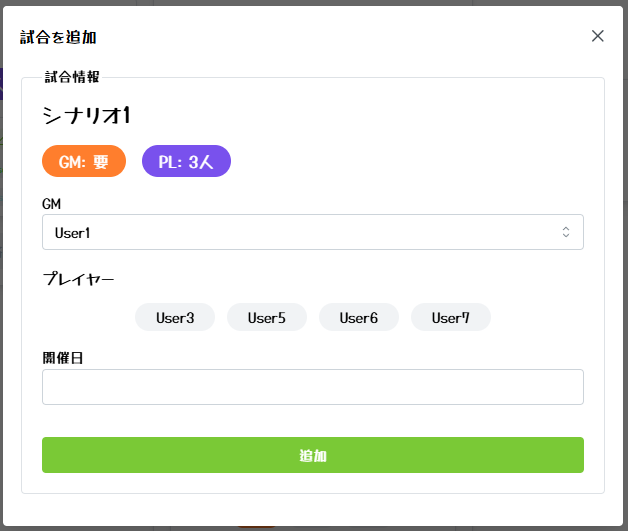 試合を追加
試合情報
シナリオ1
GM: 要 PL: 3人
GM
User1
プレイヤー
User3 User5 User6 User7
開催日
追加